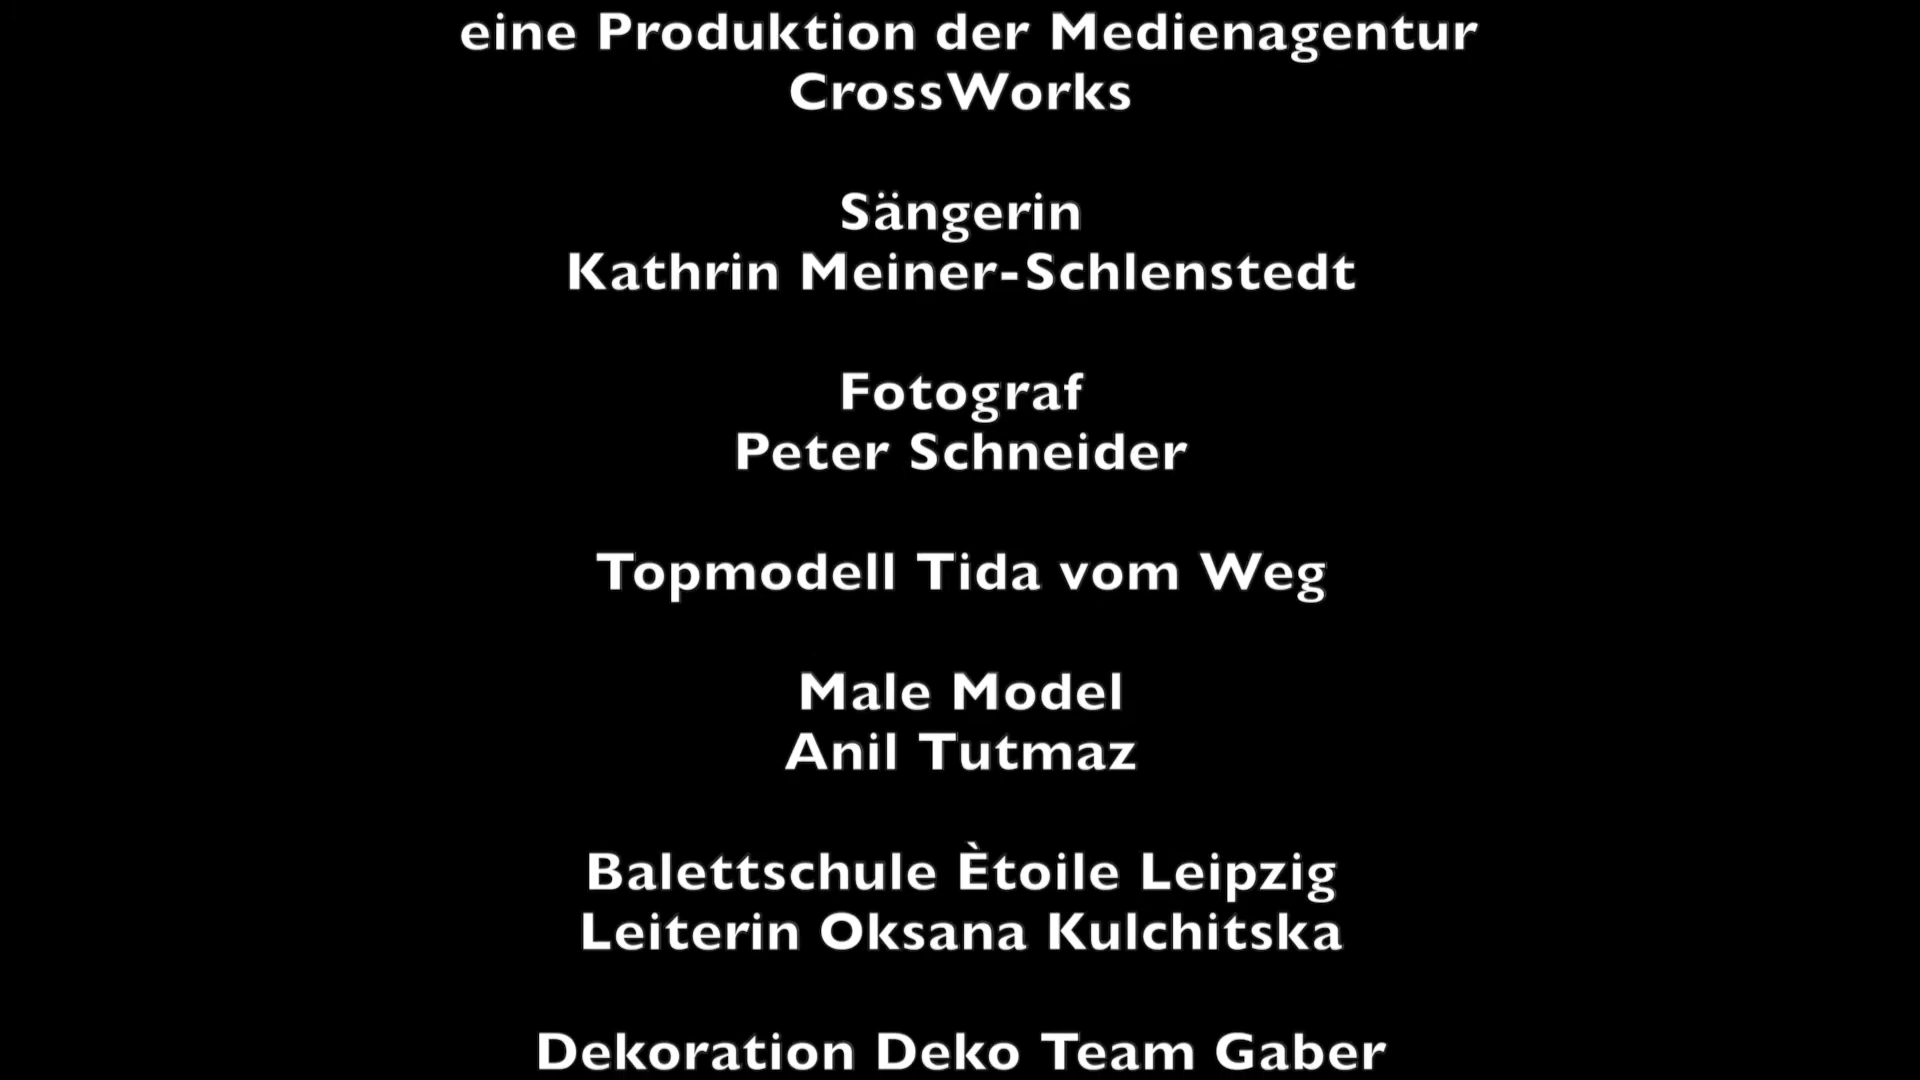 eine Produktion der Medienagentur
CrossWorks
Sängerin
Kathrin Meiner-Schlenstedt
Fotograf
Peter Schneider
Topmodell Tida vom Weg
Male Model
Anil Tutmaz
Balettschule Ètoile Leipzig
Leiterin Oksana Kulchitska
Dekoration Deko Team Gaber